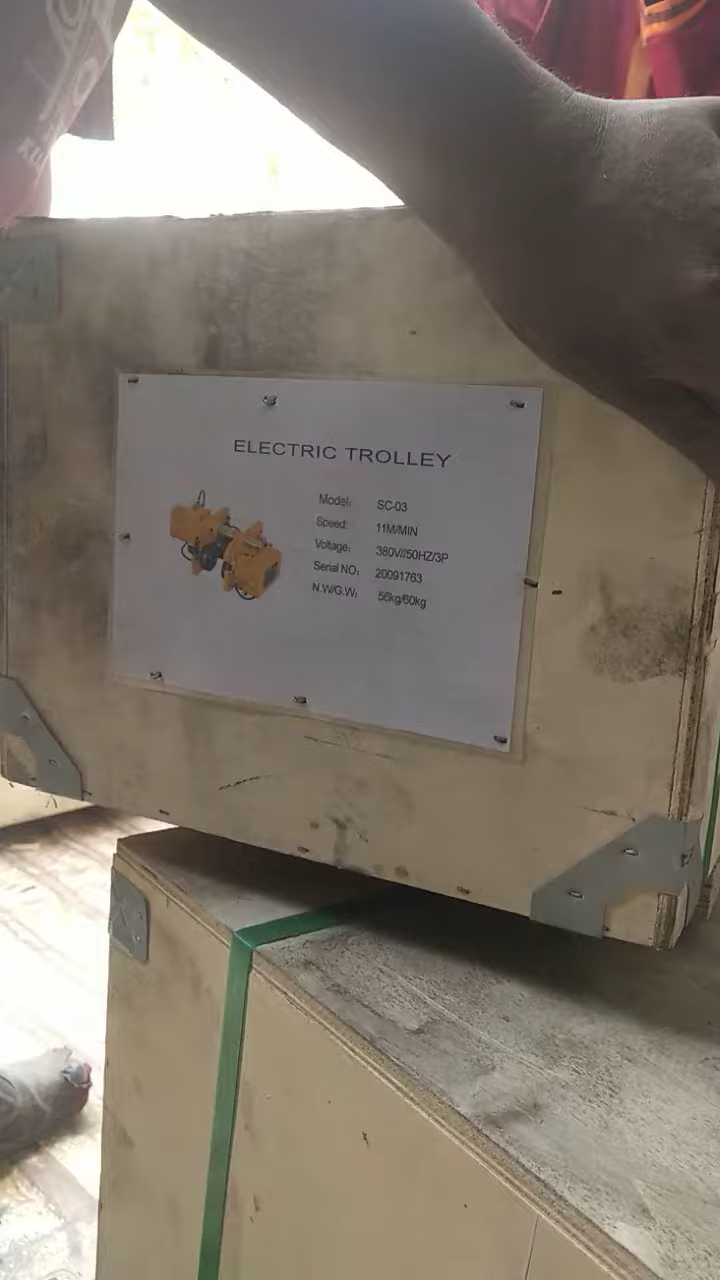 ELECTRIC TROLLEY
Model: SC-03
Speed: 11M/MIN
Voltage: 380V//50HZ/3P
Serial NO: 20091763
N.W/G.W: 56kg/60kg